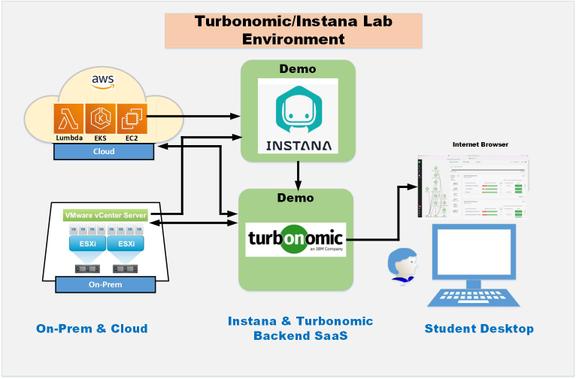 Turbonomic/Instana Lab
Environment
aws
Lumbda EKS EC2
Cloud
Demo
INSTANA
VMware vCenter Server
ESXi ESXi
On-Prem
Demo
turbonomic
an IBM Company
Internet Browser
On-Prem & Cloud
Instana & Turbonomic
Backend SaaS
Student Desktop